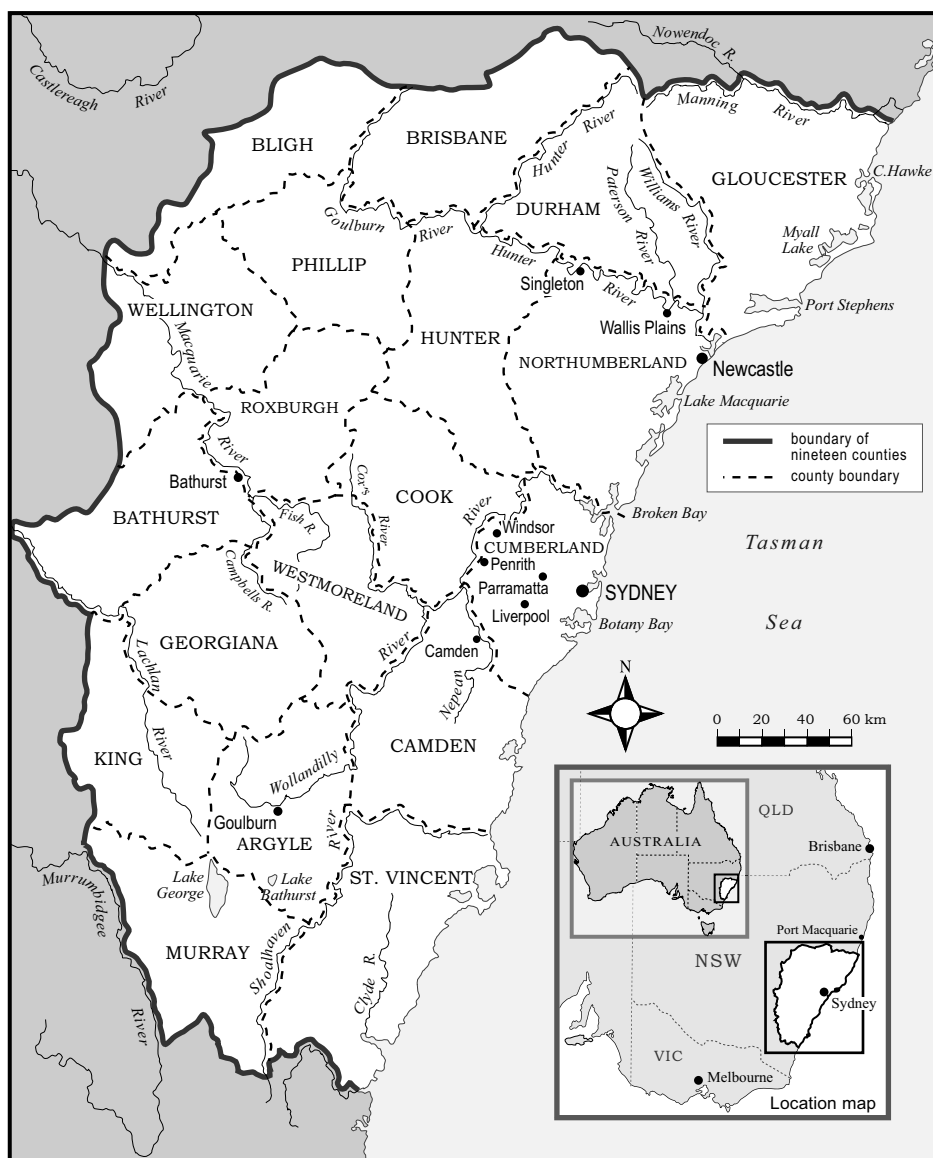 Nowendoc R.
Castlereagh
River
Manning
River
BLIGH
BRISBANE
Hunter
River
GLOUCESTER
C.Hawke
DURHAM
Paterson
River
Williams
River
Goulburn
River
Myall
Lake
PHILLIP
Hunter
River
Singleton
Port Stephens
WELLINGTON
Macquarie
River
Wallis Plains
HUNTER
NORTHUMBERLAND
Newcastle
Lake Macquarie
ROXBURGH
boundary of
nineteen counties
county boundary
Bathurst
Cox's
River
COOK
River
BATHURST
Fish R.
Windsor
Broken Bay
CUMBERLAND
Tasman
Sea
Penrith
Campbells R.
WESTMORELAND
Parramatta
SYDNEY
Liverpool
Botany Bay
GEORGIANA
River
Camden
Lachlan
River
Nepean
N
0 20 40 60 km
KING
CAMDEN
Wollandilly
River
Goulburn
ARGYLE
Lake
George
Lake
Bathurst
ST. VINCENT
Murrumbidgee
River
MURRAY
Shoalhaven
Clyde R.
QLD
AUSTRALIA
Brisbane
Port Macquarie
NSW
Sydney
VIC
Melbourne
Location map